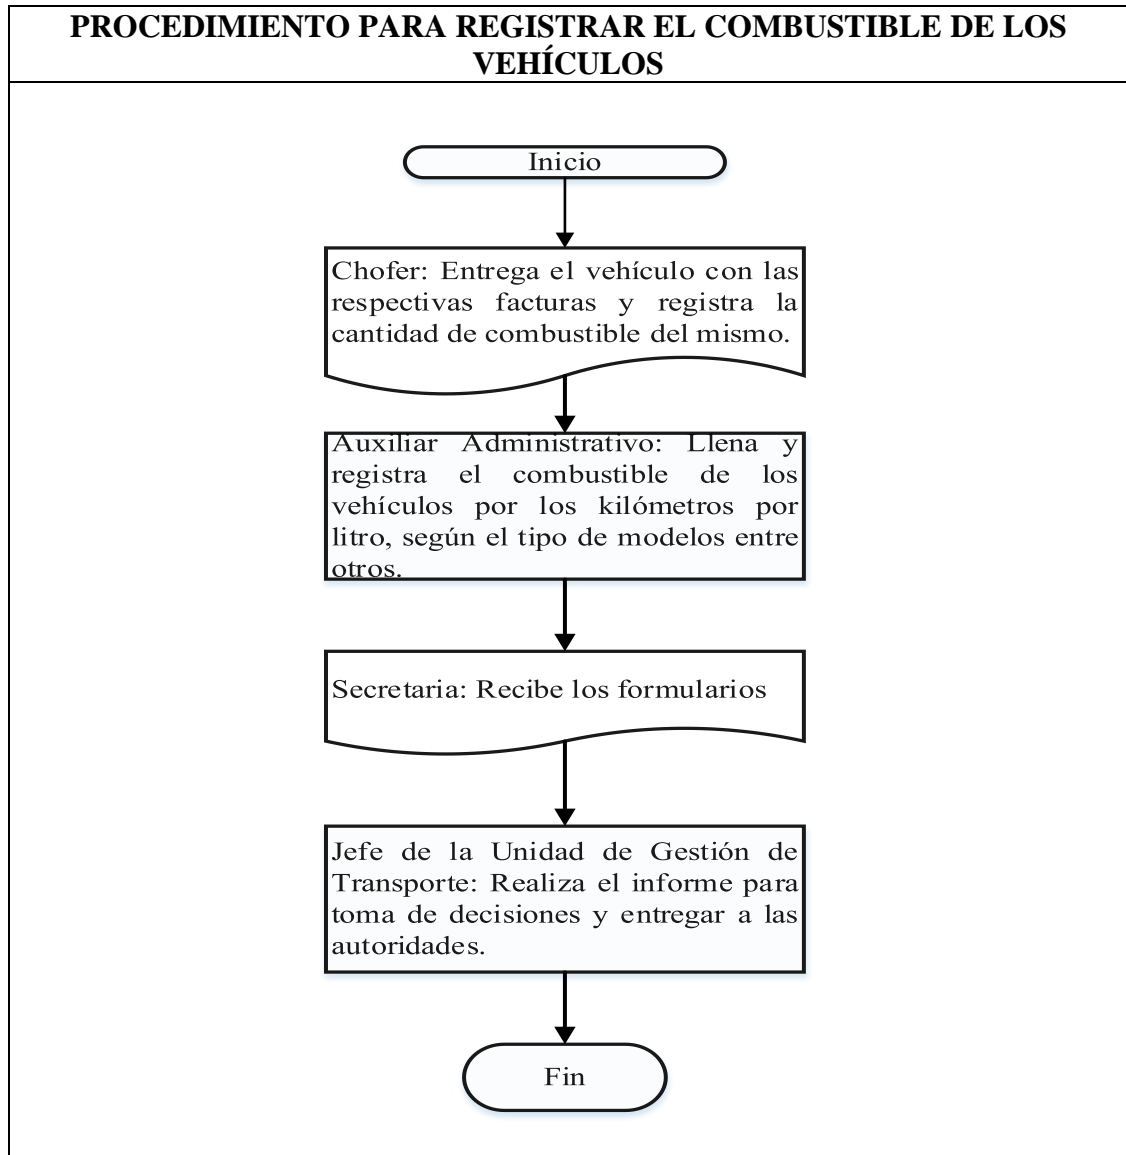 PROCEDIMIENTO PARA REGISTRAR EL COMBUSTIBLE DE LOS
VEHÍCULOS
Inicio
Chofer: Entrega el vehículo con las
respectivas facturas y registra la
cantidad de combustible del mismo.
Auxiliar Administrativo: Llena y
registra el combustible de los
vehículos por los kilómetros por
litro, según el tipo de modelos entre
otros.
Secretaria: Recibe los formularios
Jefe de la Unidad de Gestión de
Transporte: Realiza el informe para
toma de decisiones y entregar a las
autoridades.
Fin